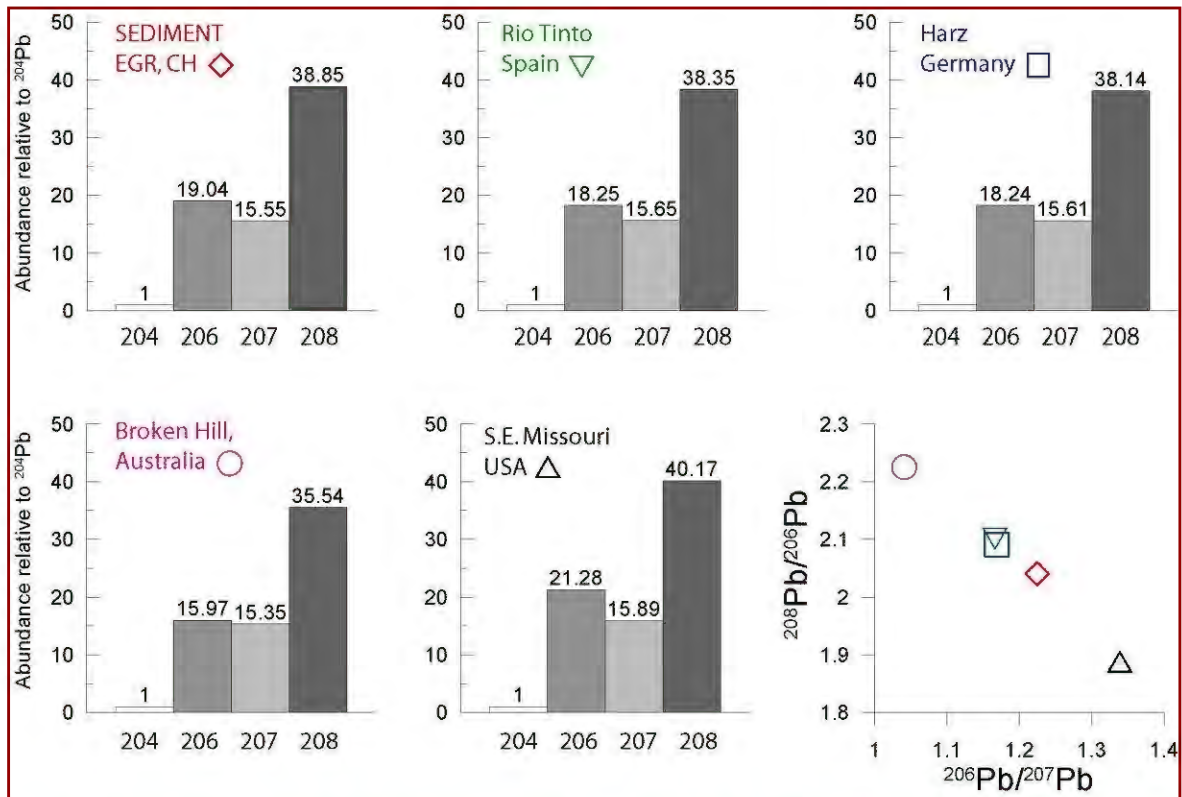 SEDIMENT
EGR, CH
Abundance relative to ²⁰⁴Pb
50
40
30
20
10
0
1
19.04
15.55
38.85
204 206 207 208
Rio Tinto
Spain
50
40
30
20
10
0
1
18.25
15.65
38.35
204 206 207 208
Harz
Germany
50
40
30
20
10
0
1
18.24
15.61
38.14
204 206 207 208
Broken Hill,
Australia
Abundance relative to ²⁰⁴Pb
50
40
30
20
10
0
1
15.97
15.35
35.54
204 206 207 208
S.E. Missouri
USA
50
40
30
20
10
0
1
21.28
15.89
40.17
204 206 207 208
²⁰⁸Pb/²⁰⁶Pb
2.3
2.2
2.1
2
1.9
1.8
1 1.1 1.2 1.3 1.4
²⁰⁶Pb/²⁰⁷Pb